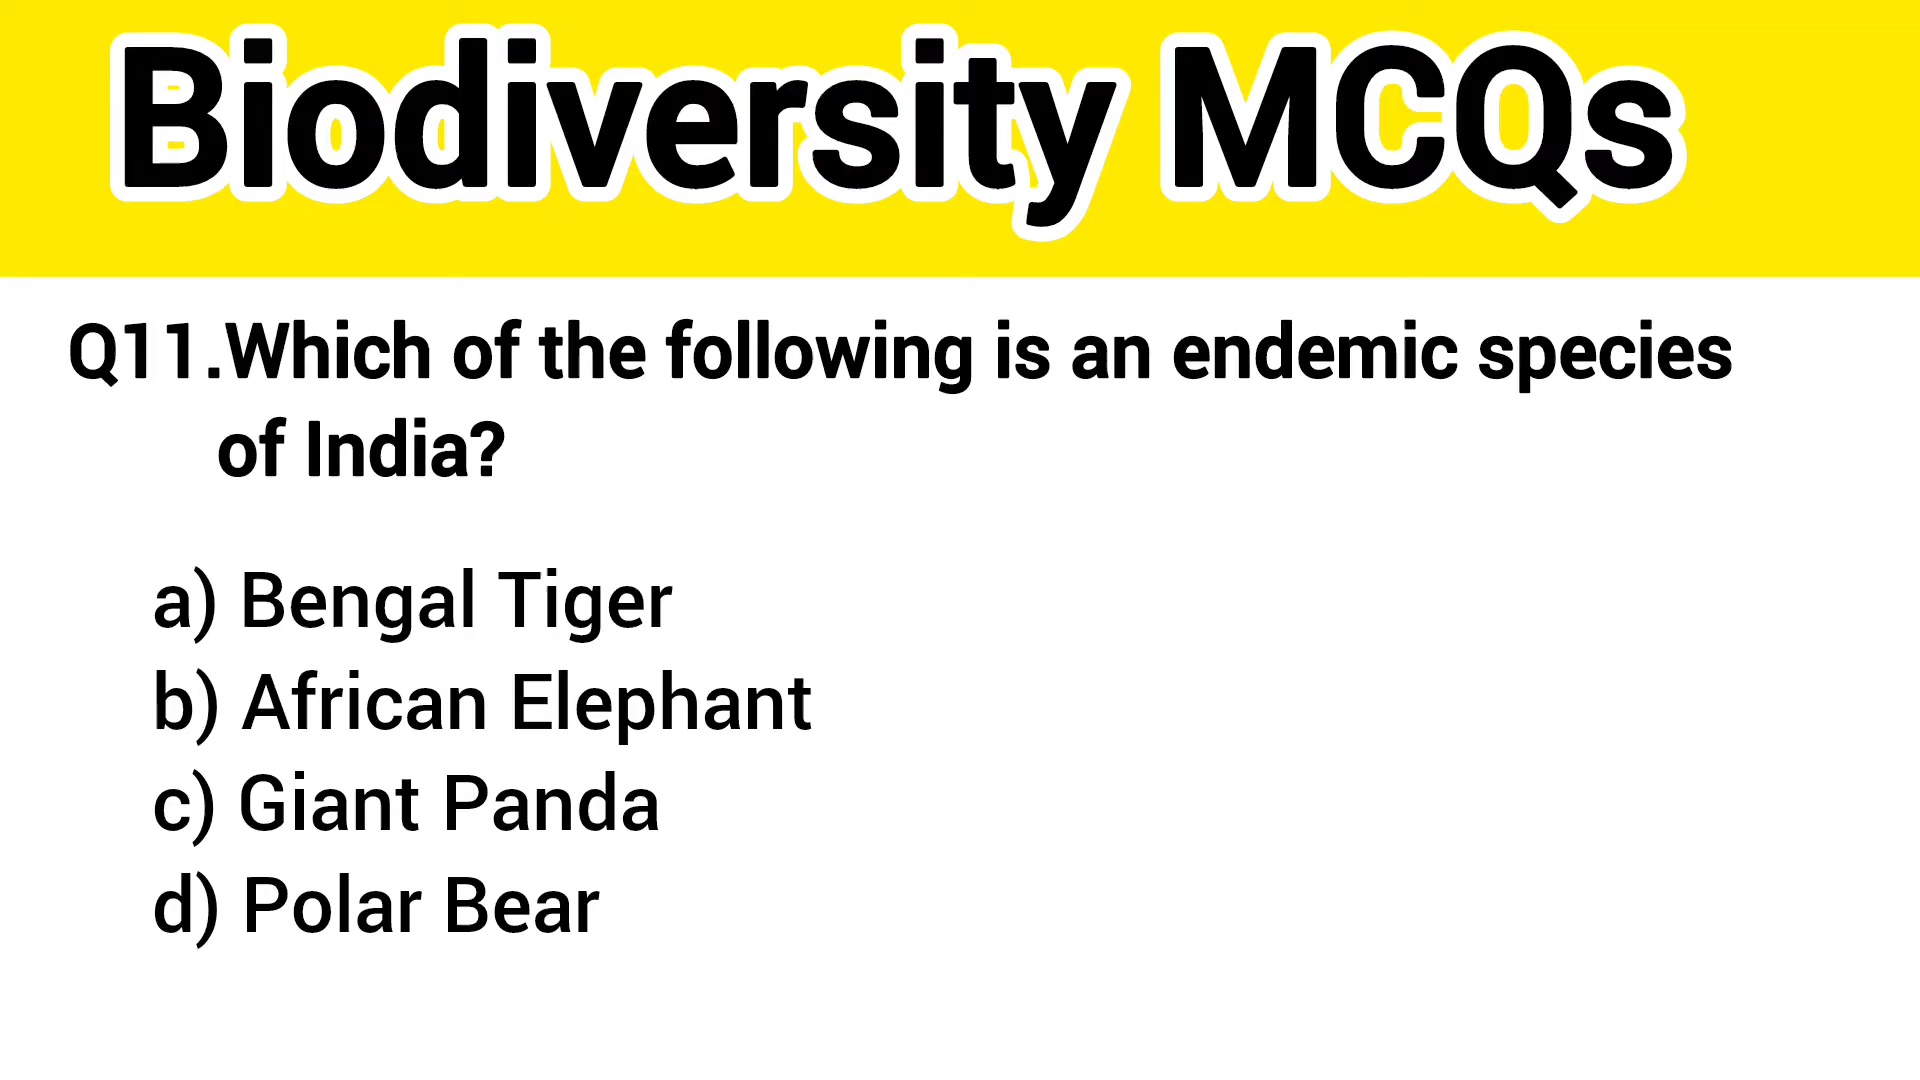 Biodiversity MCQs
Q11.Which of the following is an endemic species
of India?
a) Bengal Tiger
b) African Elephant
c) Giant Panda
d) Polar Bear